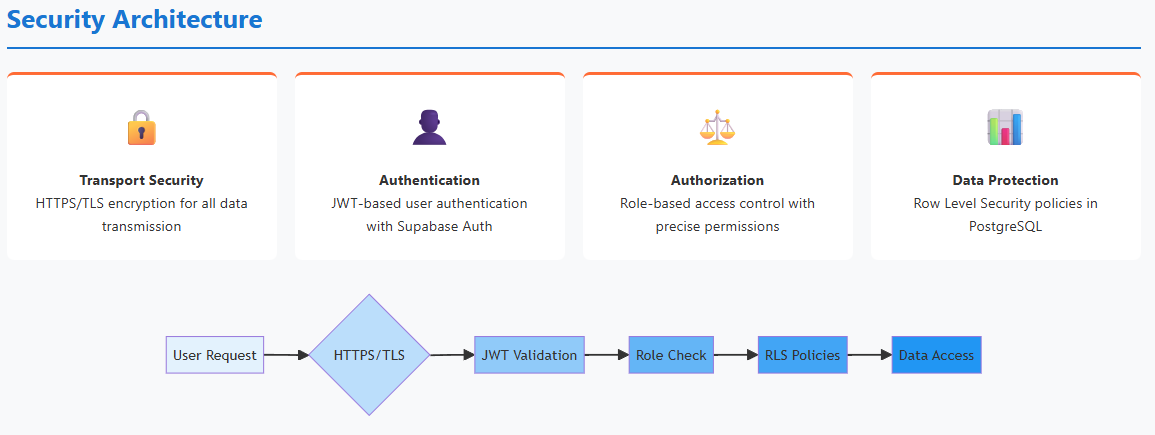 Security Architecture
Transport Security
HTTPS/TLS encryption for all data
transmission
Authentication
JWT-based user authentication
with Supabase Auth
Authorization
Role-based access control with
precise permissions
Data Protection
Row Level Security policies in
PostgreSQL
User Request
HTTPS/TLS
JWT Validation
Role Check
RLS Policies
Data Access